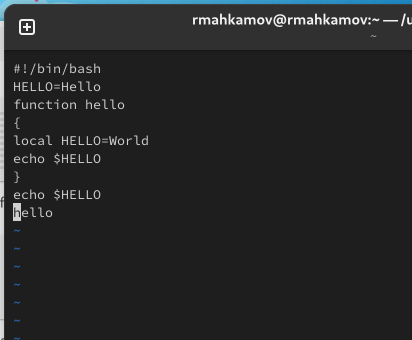 rmahkamov@rmahkamov:~ — /u
~
#!/bin/bash
HELLO=Hello
function hello
{
local HELLO=World
echo $HELLO
}
echo $HELLO
hello
~
~
~
~
~
~
~